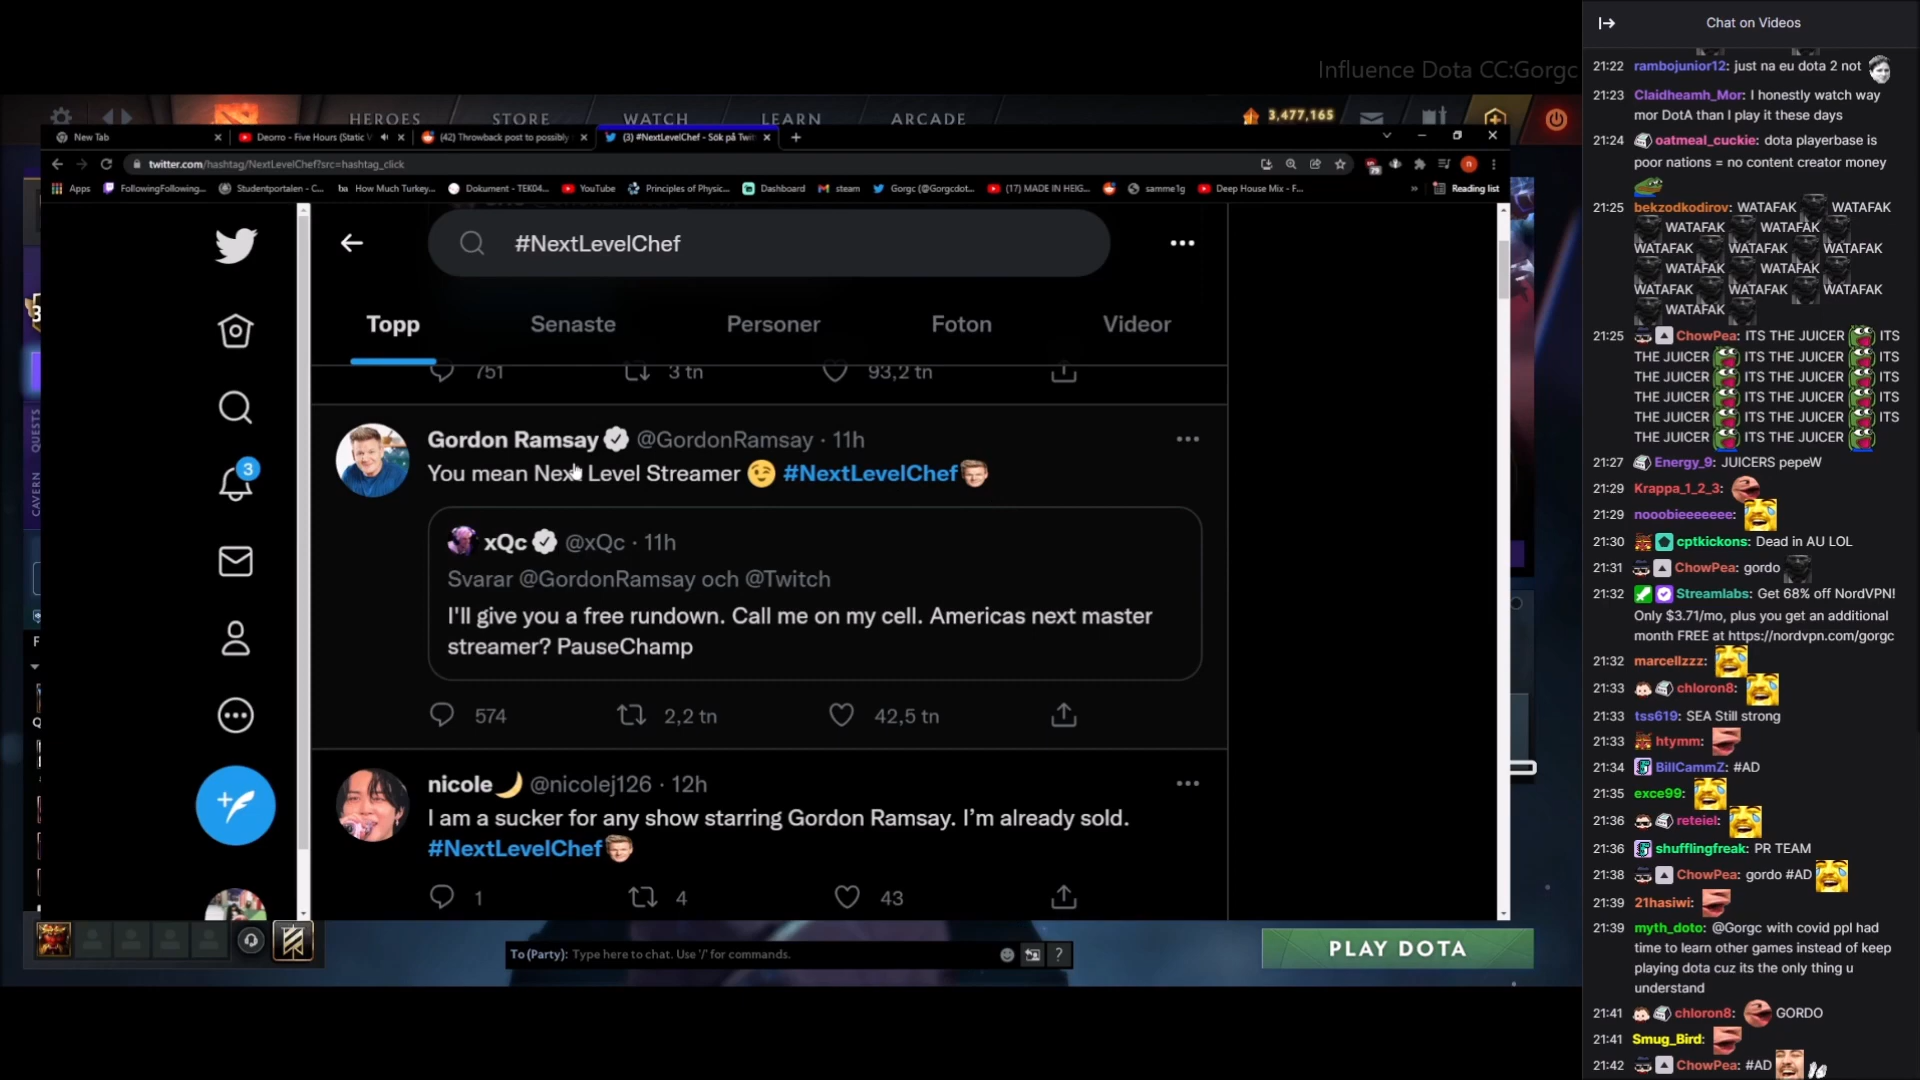 Influence Dota CC:Gorgc
HEROES STORE WATCH LEARN ARCADE 3,477,165
New Tab
Deorro - Five Hours (Static V
(42) Throwback post to possibly
(3) #NextLevelChef - Sök på Twit
twitter.com/hashtag/NextLevelChef?src=hashtag_click
Apps FollowingFollowing... Studentportalen - C... How Much Turkey... Dokument - TEK04... YouTube Principles of Physic... Dashboard steam Gorgc (@Gorgcdot... (17) MADE IN HEIG... samme1g Deep House Mix - F... » Reading list
#NextLevelChef
Topp Senaste Personer Foton Videor
751 3 tn 93,2 tn
Gordon Ramsay @GordonRamsay · 11h
You mean Next Level Streamer 😉 #NextLevelChef
xQc @xQc · 11h
Svarar @GordonRamsay och @Twitch
I'll give you a free rundown. Call me on my cell. Americas next master
streamer? PauseChamp
574 2,2 tn 42,5 tn
nicole🌙 @nicolej126 · 12h
I am a sucker for any show starring Gordon Ramsay. I'm already sold.
#NextLevelChef
1 4 43
3
CAVERN QUESTS
To (Party): Type here to chat. Use '/' for commands.
?
PLAY DOTA
Chat on Videos
21:22 rambojunior12: just na eu dota 2 not
21:23 Claidheamh_Mor: I honestly watch way
mor DotA than I play it these days
21:24 oatmeal_cuckie: dota playerbase is
poor nations = no content creator money
21:25 bekzodkodirov: WATAFAK WATAFAK
WATAFAK WATAFAK
WATAFAK WATAFAK WATAFAK
WATAFAK WATAFAK
WATAFAK WATAFAK WATAFAK
WATAFAK
21:25 ChowPea: ITS THE JUICER ITS
THE JUICER ITS THE JUICER ITS
THE JUICER ITS THE JUICER ITS
THE JUICER ITS THE JUICER ITS
THE JUICER ITS THE JUICER ITS
THE JUICER ITS THE JUICER
21:27 Energy_9: JUICERS pepeW
21:29 Krappa_1_2_3:
21:29 nooobieeeeeee:
21:30 cptkickons: Dead in AU LOL
21:31 ChowPea: gordo
21:32 Streamlabs: Get 68% off NordVPN!
Only $3.71/mo, plus you get an additional
month FREE at https://nordvpn.com/gorgc
21:32 marcellzzz:
21:33 chloron8:
21:33 tss619: SEA Still strong
21:33 htymm:
21:34 BillCammZ: #AD
21:35 exce99:
21:36 reteiel:
21:36 shufflingfreak: PR TEAM
21:38 ChowPea: gordo #AD
21:39 21hasiwi:
21:39 myth_doto: @Gorgc with covid ppl had
time to learn other games instead of keep
playing dota cuz its the only thing u
understand
21:41 chloron8: GORDO
21:41 Smug_Bird:
21:42 ChowPea: #AD